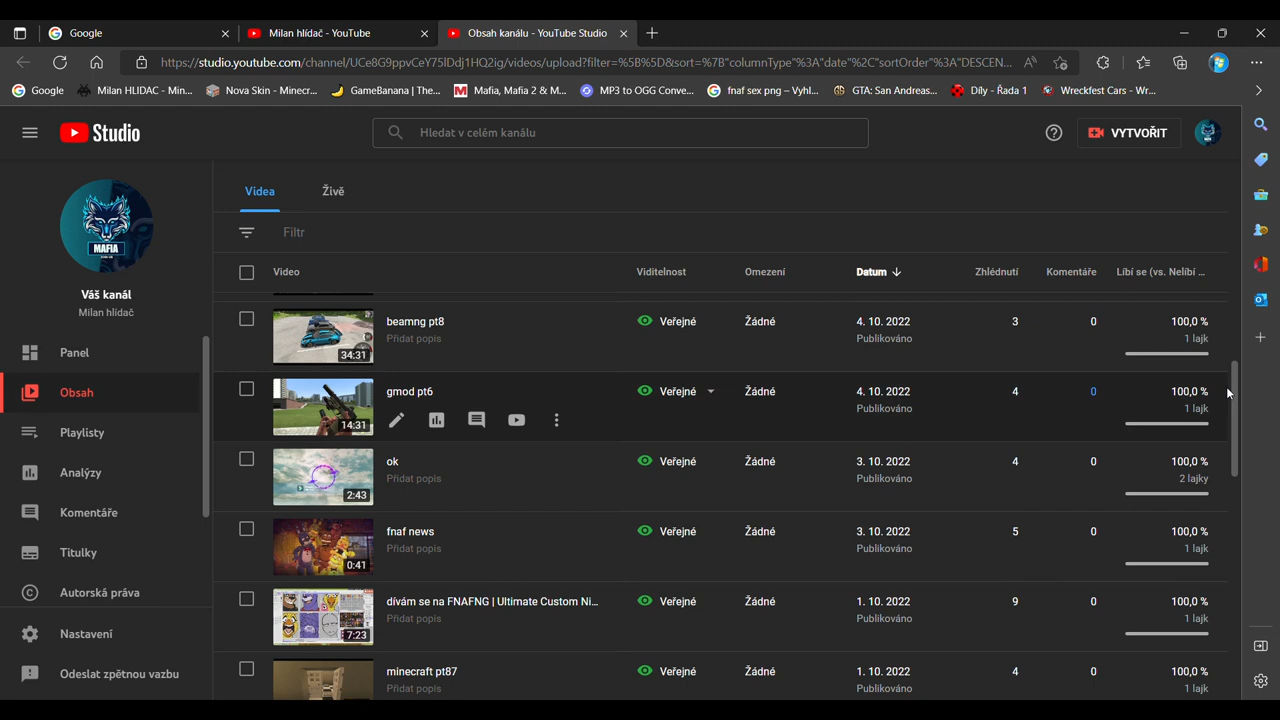 Google
Milan hlídač - YouTube
Obsah kanálu - YouTube Studio
https://studio.youtube.com/channel/UCe8G9ppvCeY75lDdj1HQ2ig/videos/upload?filter=%5B%5D&sort=%7B"columnType"%3A"date"%2C"sortOrder"%3A"DESCEN...
Google
Milan HLIDAC - Min...
Nova Skin - Minecr...
GameBanana | The...
Mafia, Mafia 2 & M...
MP3 to OGG Conve...
fnaf sex png – Vyhl...
GTA: San Andreas...
Díly - Řada 1
Wreckfest Cars - Wr...
Studio
Hledat v celém kanálu
VYTVOŘIT
MAFIA
Váš kanál
Milan hlídač
Panel
Obsah
Playlisty
Analýzy
Komentáře
Titulky
Autorská práva
Nastavení
Odeslat zpětnou vazbu
Videa
Živě
Filtr
Video Viditelnost Omezení Datum Zhlédnutí Komentáře Líbí se (vs. Nelíbí ...
beamng pt8 Veřejné Žádné 4. 10. 2022 3 0 100,0 %
34:31 Přidat popis Publikováno 1 lajk
gmod pt6 Veřejné Žádné 4. 10. 2022 4 0 100,0 %
14:31 Publikováno 1 lajk
ok Veřejné Žádné 3. 10. 2022 4 0 100,0 %
2:43 Přidat popis Publikováno 2 lajky
fnaf news Veřejné Žádné 3. 10. 2022 5 0 100,0 %
0:41 Přidat popis Publikováno 1 lajk
dívám se na FNAFNG | Ultimate Custom Ni... Veřejné Žádné 1. 10. 2022 9 0 100,0 %
7:23 Přidat popis Publikováno 1 lajk
minecraft pt87 Veřejné Žádné 1. 10. 2022 4 0 100,0 %
Přidat popis Publikováno 1 lajk